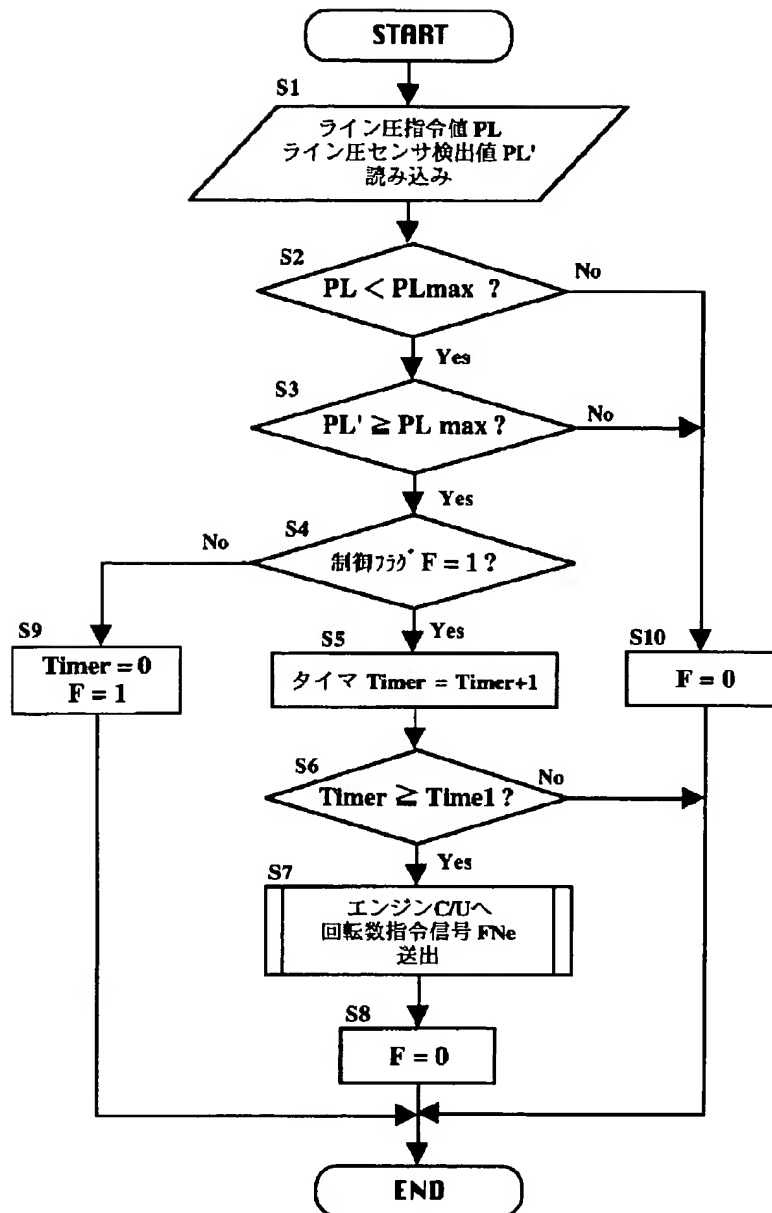 START
S1
ライン圧指令値 PL
ライン圧センサ検出値 PL'
読み込み
S2
PL < PLmax ?
No
Yes
S3
PL' ≧ PL max ?
No
Yes
S4
No
制御フラグ F = 1 ?
Yes
S9
Timer = 0
F = 1
S5
タイマ Timer = Timer+1
S10
F = 0
S6
Timer ≧ Time1 ?
No
Yes
S7
エンジンC/Uへ
回転数指令信号 FNe
送出
S8
F = 0
END